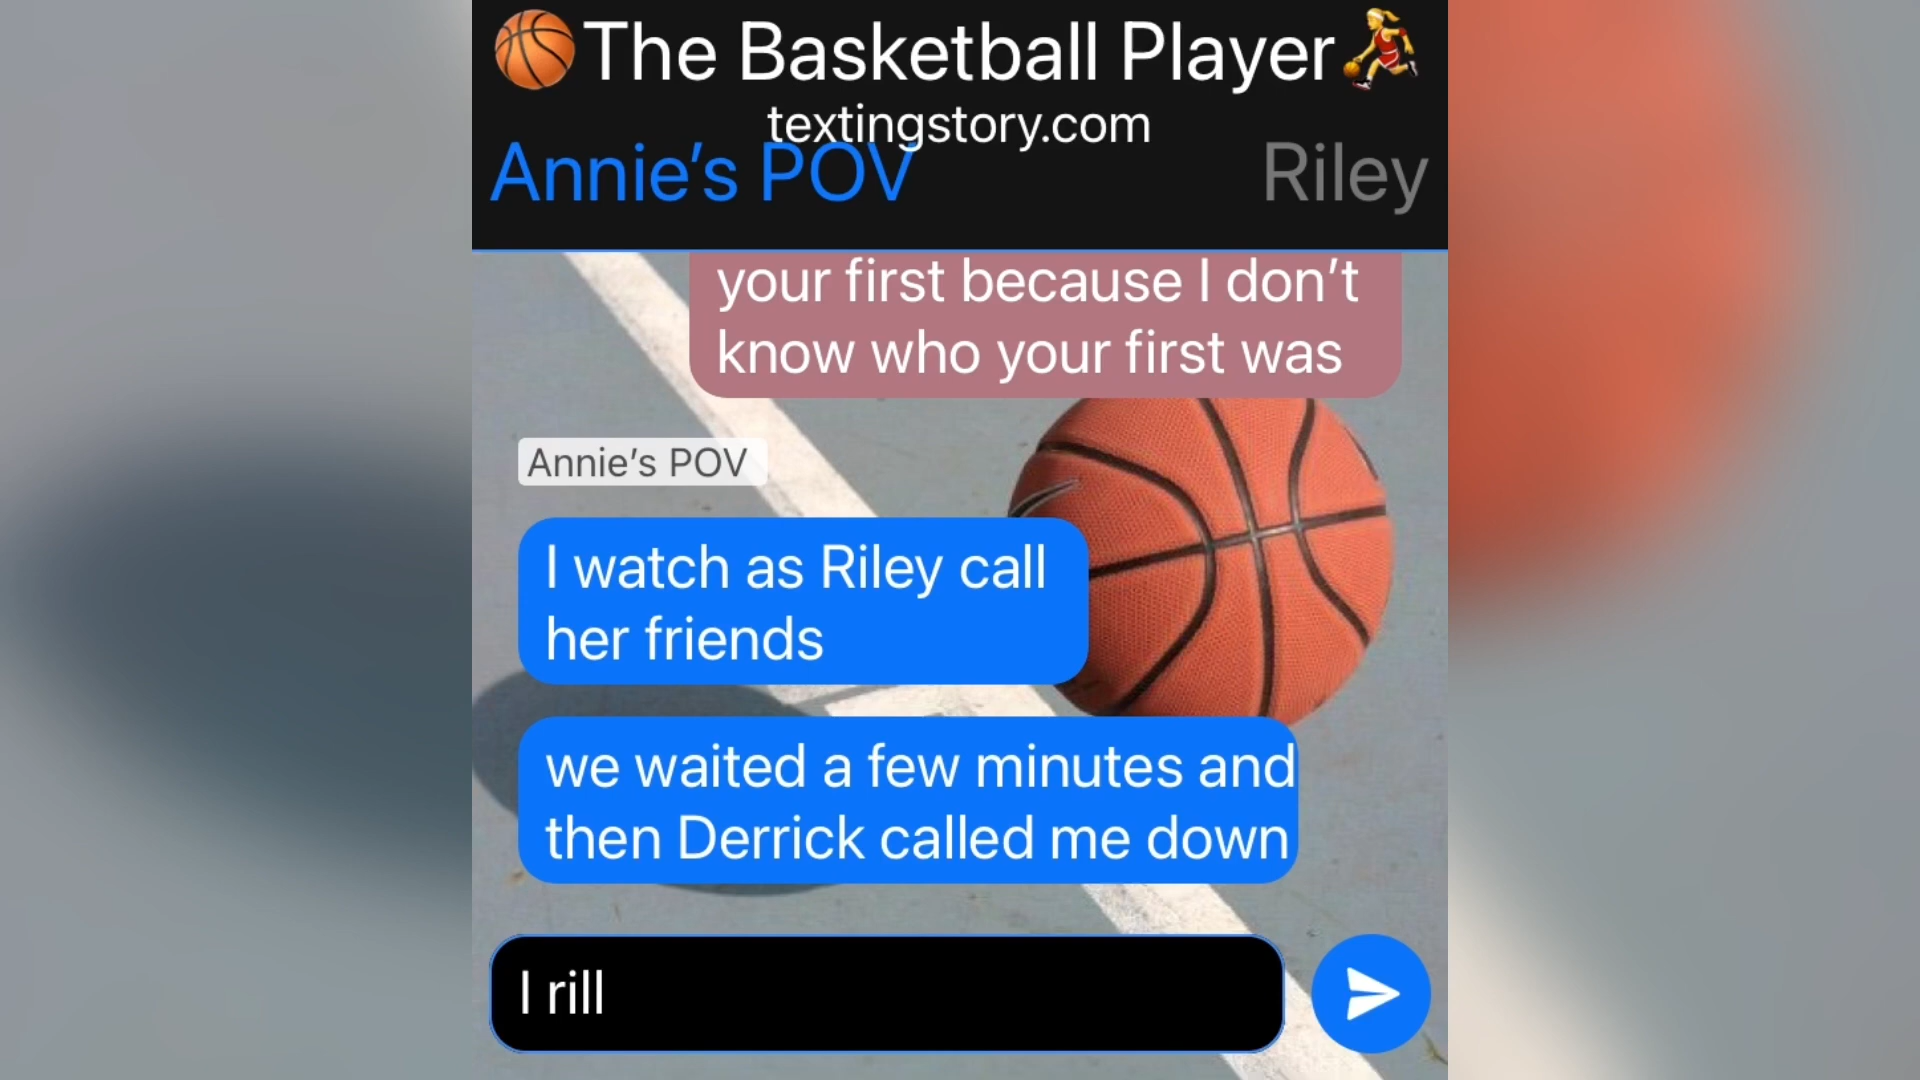 The Basketball Player
textingstory.com
Annie’s POV
Riley
your first because I don’t
know who your first was
Annie’s POV
I watch as Riley call
her friends
we waited a few minutes and
then Derrick called me down
I rill